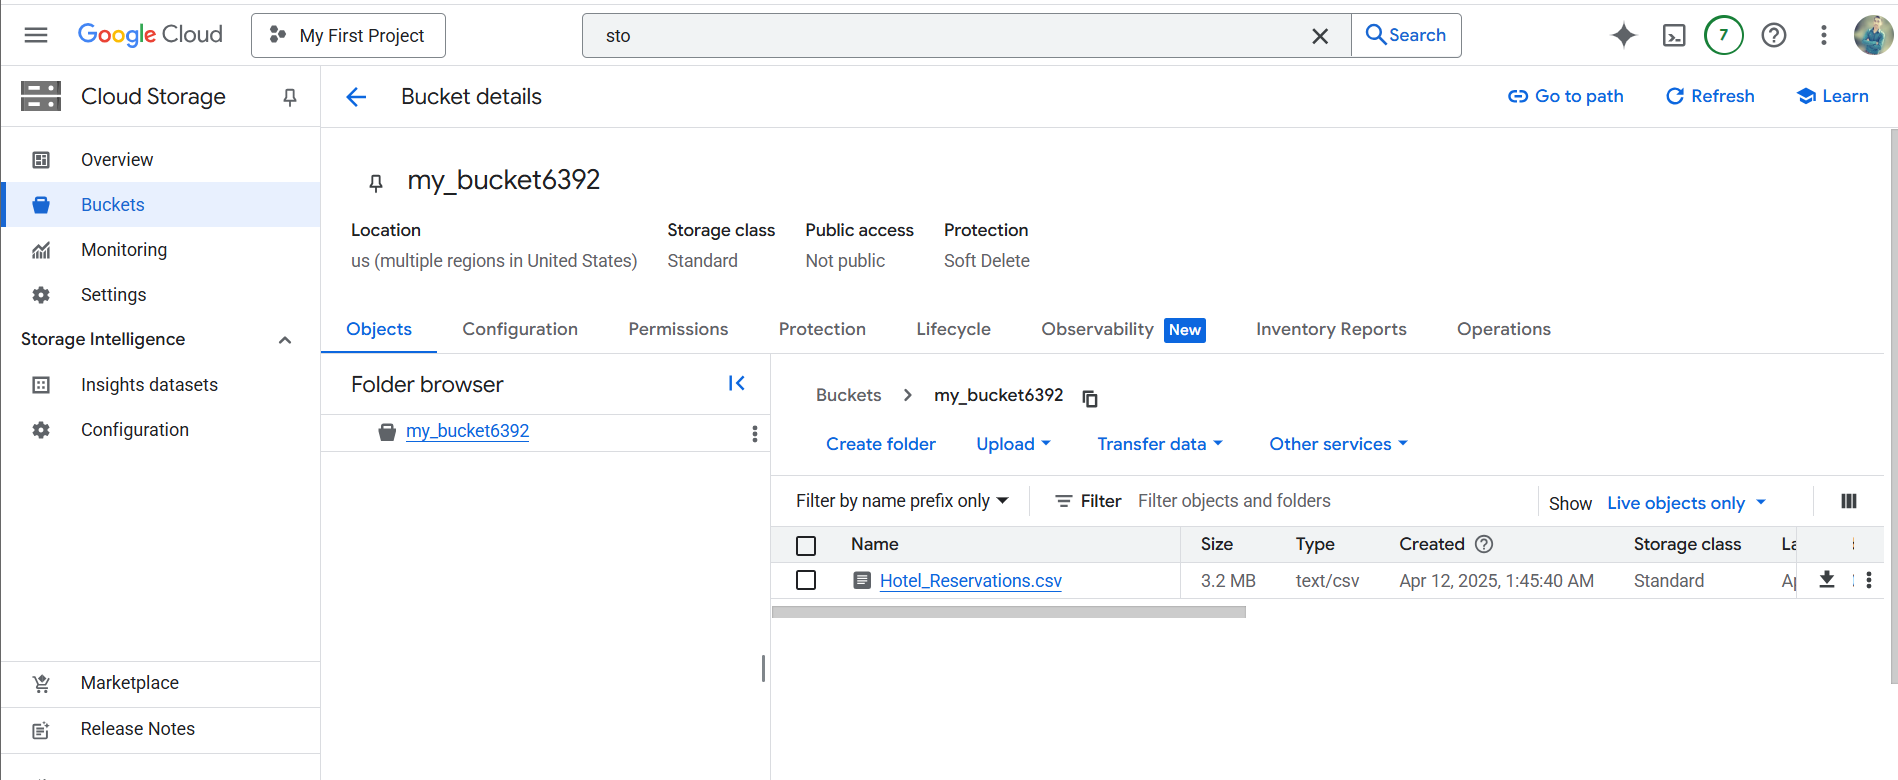 Google Cloud
My First Project
sto
Search
7
Cloud Storage
Bucket details
Go to path
Refresh
Learn
Overview
Buckets
Monitoring
Settings
Storage Intelligence
Insights datasets
Configuration
Marketplace
Release Notes
my_bucket6392
Location Storage class Public access Protection
us (multiple regions in United States) Standard Not public Soft Delete
Objects Configuration Permissions Protection Lifecycle Observability New Inventory Reports Operations
Folder browser
my_bucket6392
Buckets my_bucket6392
Create folder Upload Transfer data Other services
Filter by name prefix only Filter Filter objects and folders Show Live objects only
Name Size Type Created Storage class
Hotel_Reservations.csv 3.2 MB text/csv Apr 12, 2025, 1:45:40 AM Standard